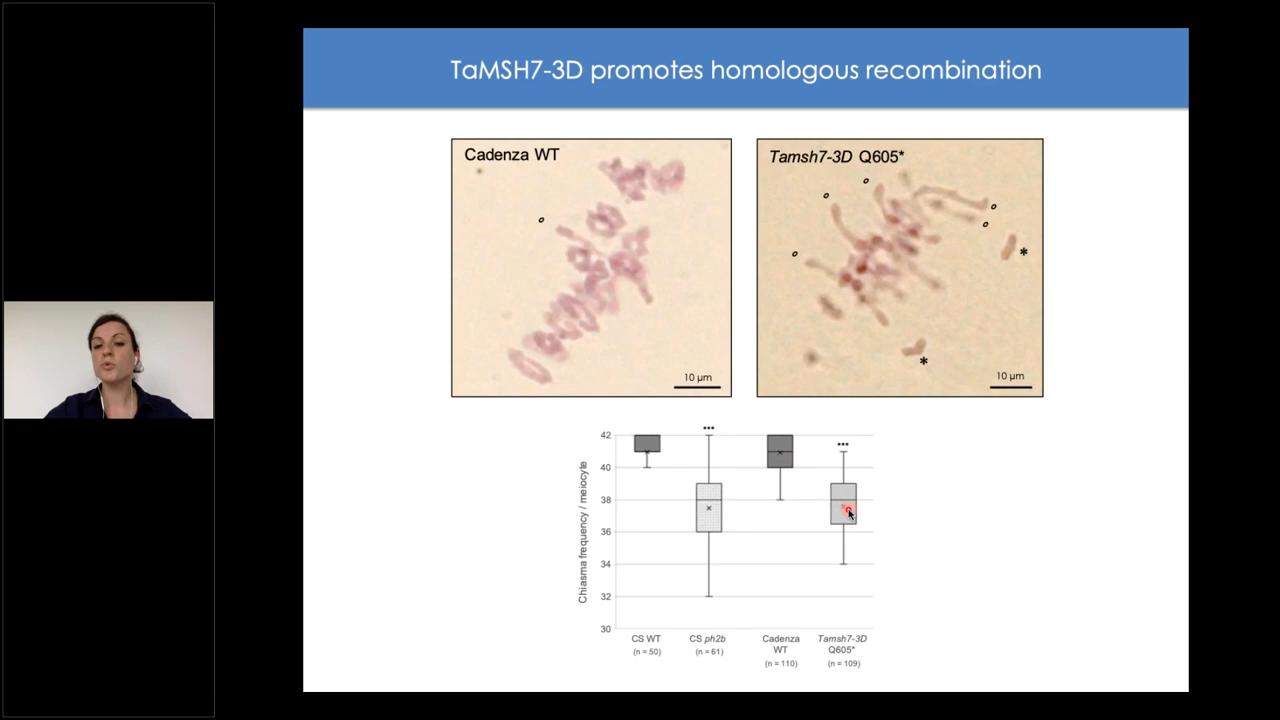 TaMSH7-3D promotes homologous recombination
Cadenza WT
Tamsh7-3D Q605*
*
*
10 µm
10 µm
Chiasma frequency / meiocyte
42
40
38
36
34
32
30
•••
•••
CS WT
(n = 50)
CS ph2b
(n = 61)
Cadenza
WT
(n = 110)
Tamsh7-3D
Q605*
(n = 109)